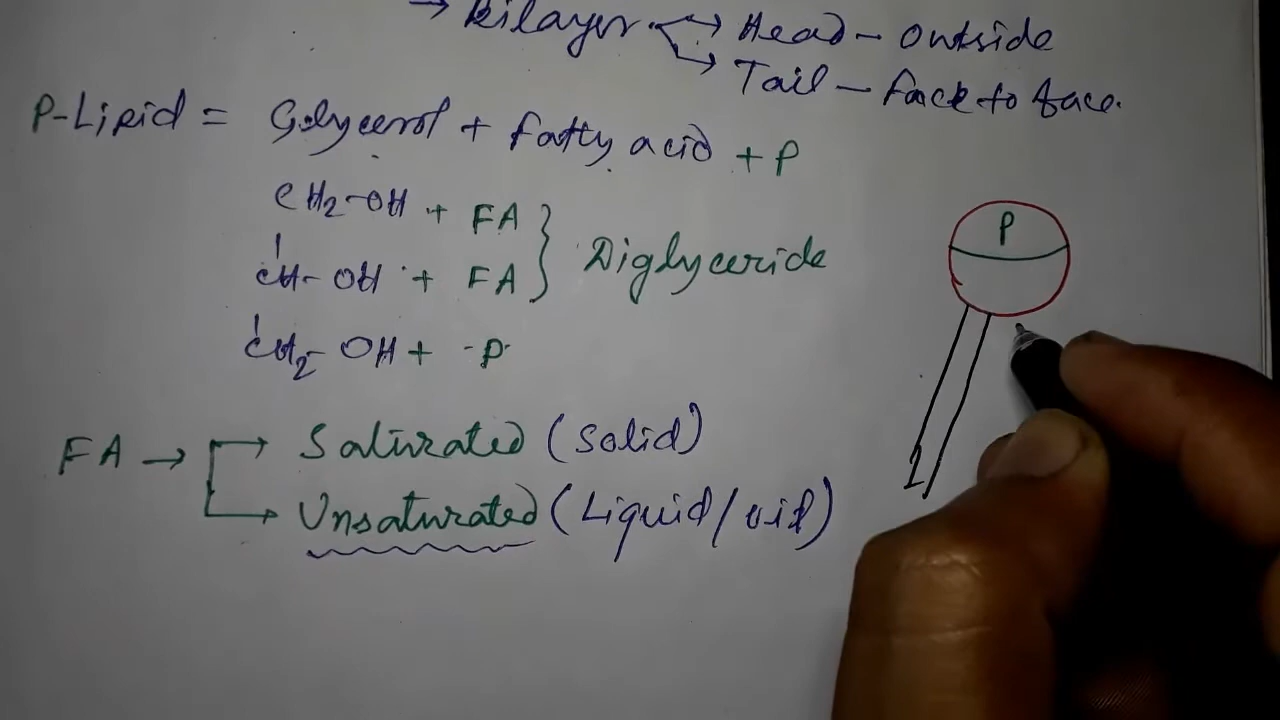 → Bilayer → Head - Outside
→ Tail - face to face.
P-Lipid = Glycerol + fatty acid + P
CH2-OH + FA
CH-OH + FA } Diglyceride
CH2-OH + P
P
FA → → Saturated (Solid)
→ Unsaturated (Liquid/oil)